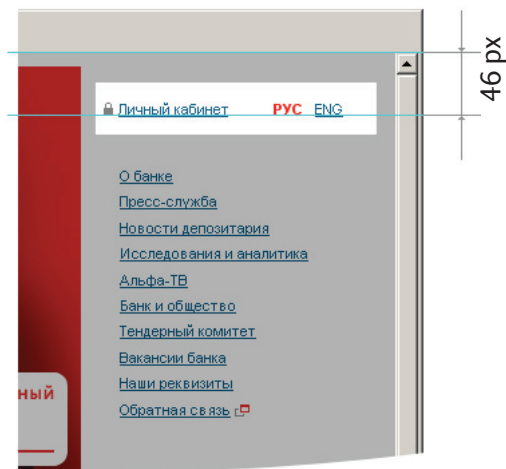 46 px
Личный кабинет РУС ENG
О банке
Пресс-служба
Новости депозитария
Исследования и аналитика
Альфа-ТВ
Банк и общество
Тендерный комитет
Вакансии банка
Наши реквизиты
Обратная связь
ный